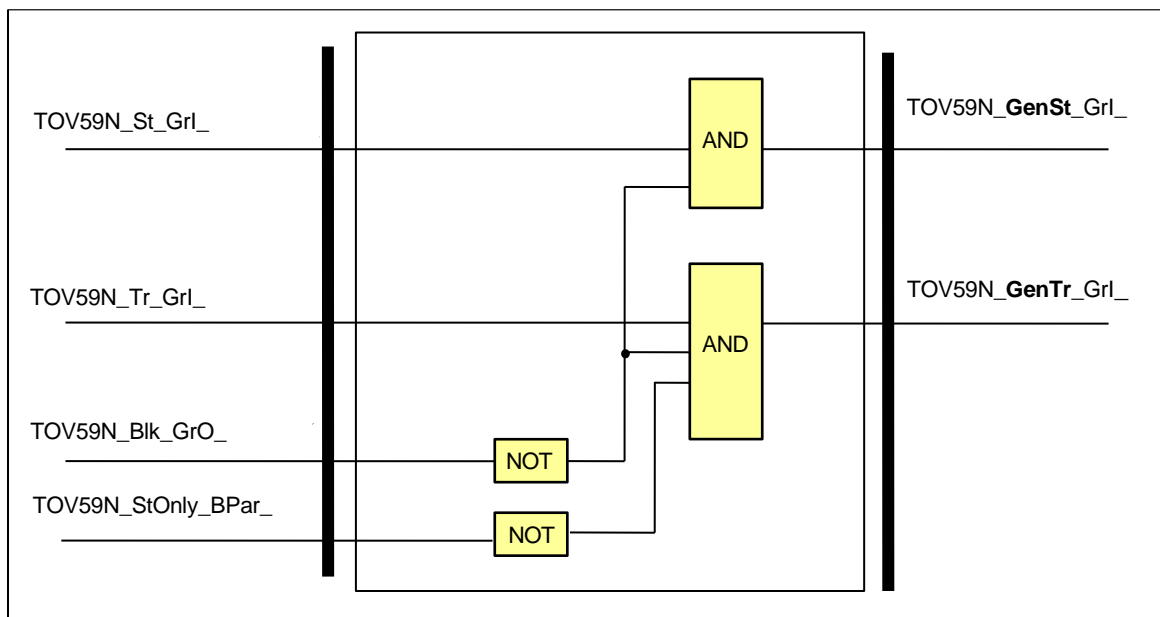 TOV59N_St_GrI_
AND
TOV59N_GenSt_GrI_
TOV59N_Tr_GrI_
AND
TOV59N_GenTr_GrI_
TOV59N_Blk_GrO_
NOT
TOV59N_StOnly_BPar_
NOT